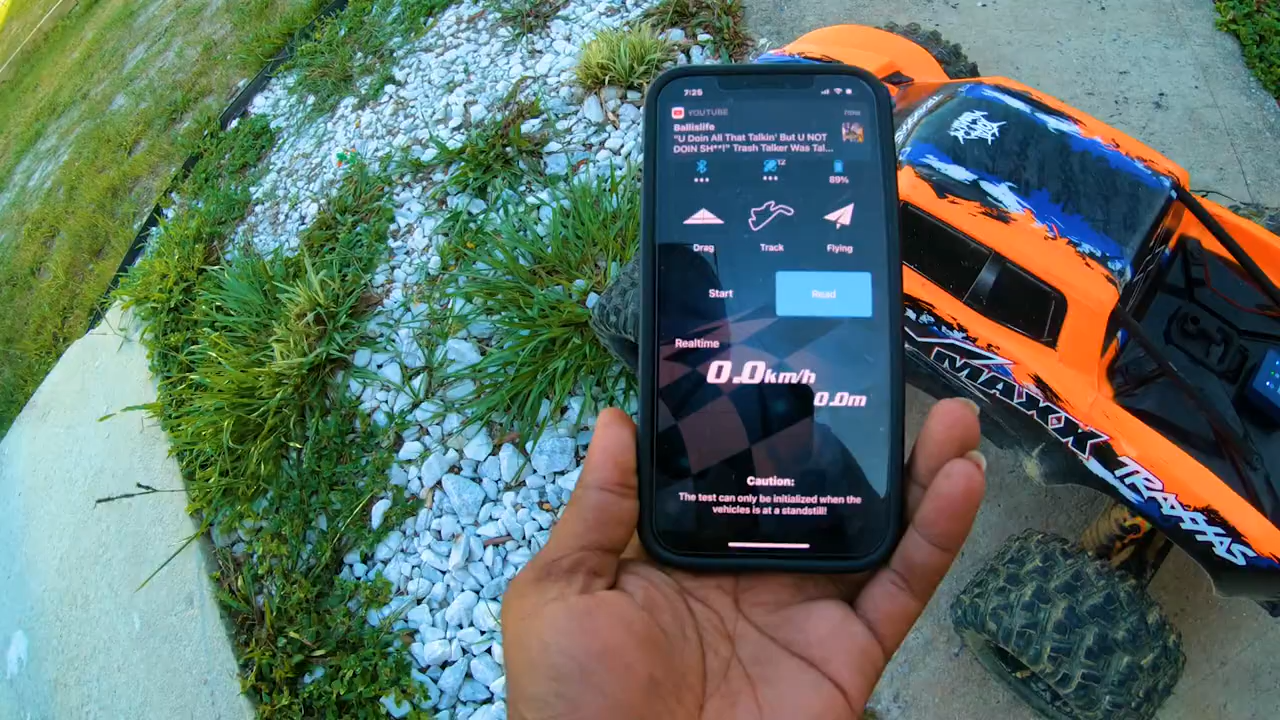 7:25
YOUTUBE
now
Ballislife
"U Doin All That Talkin' But U NOT
DOIN SH**!" Trash Talker Was Tal...
12
89%
Drag
Track
Flying
Start
Read
Realtime
0.0km/h
0.0m
Caution:
The test can only be initialized when the
vehicles is at a standstill!
MAXX
TRAXXAS